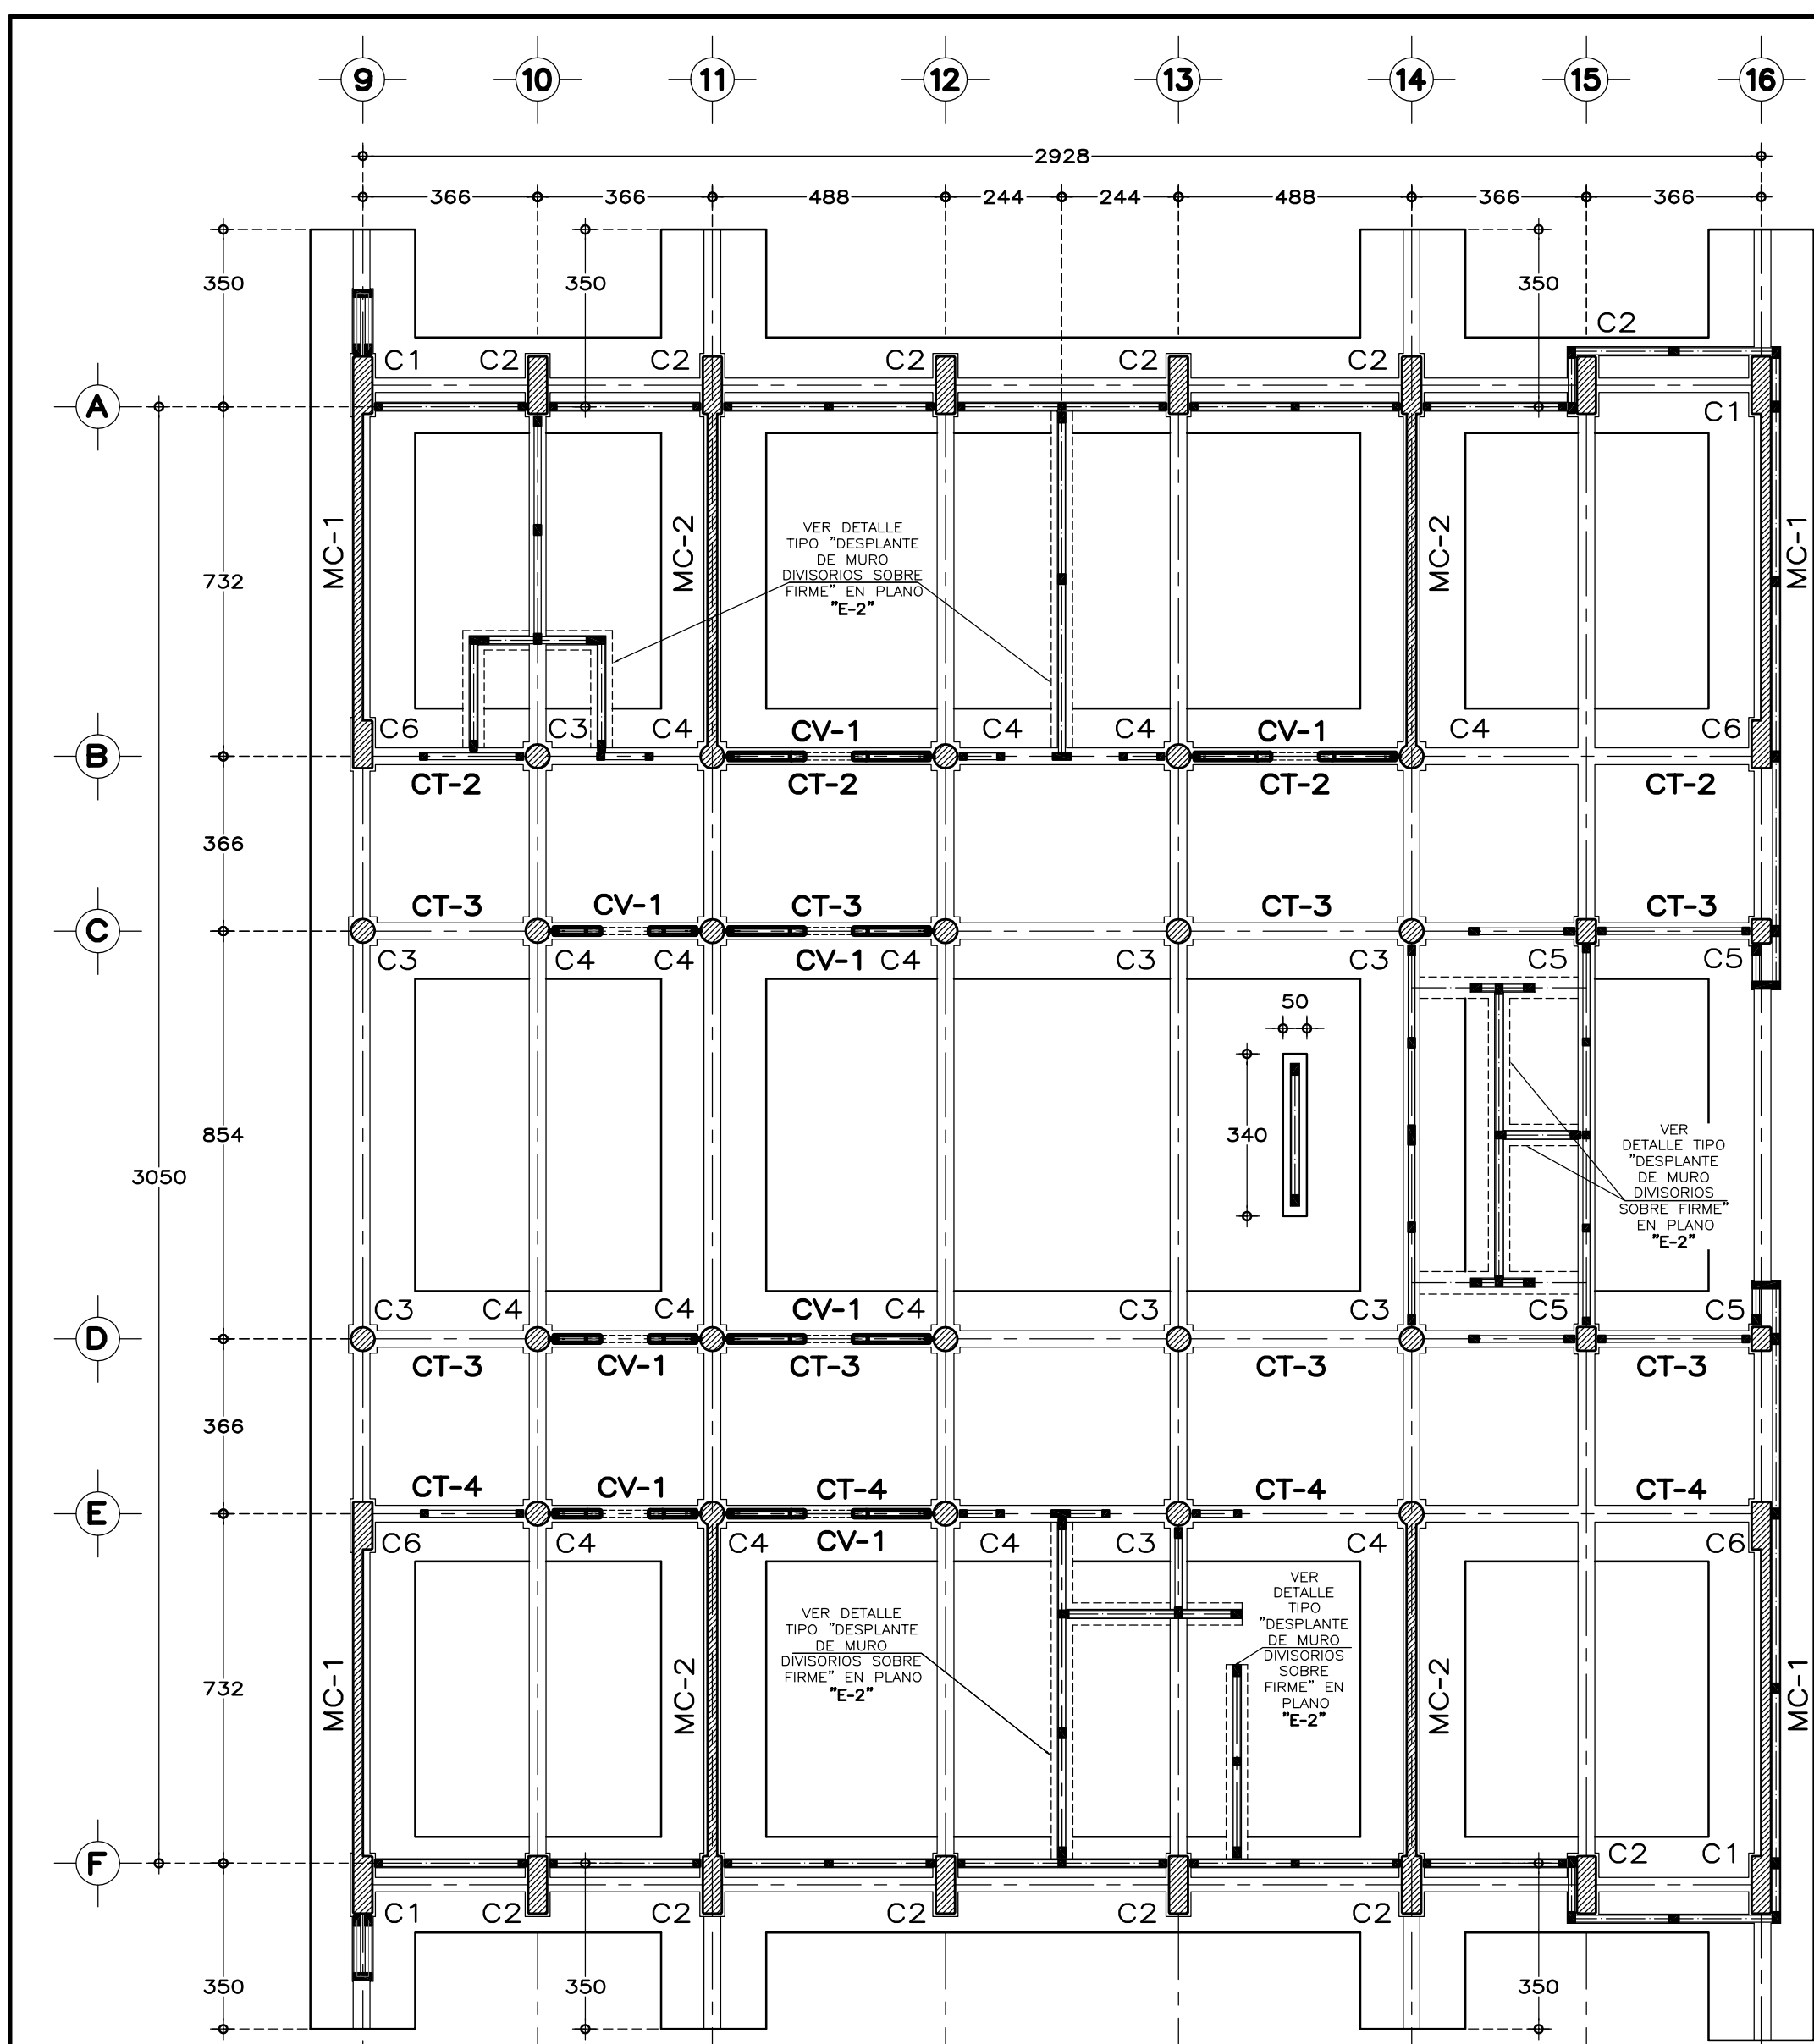 9 10 11 12 13 14 15 16
2928
366 366 488 244 244 488 366 366
350 350 350
C2
C1 C2 C2 C2 C2 C2
A
C1
MC-1 MC-2 MC-2 MC-1
VER DETALLE
TIPO "DESPLANTE
DE MURO
DIVISORIOS SOBRE
FIRME" EN PLANO
"E-2"
732
C6 C3 C4 CV-1 C4 C4 CV-1 C4 C6
B
CT-2 CT-2 CT-2 CT-2
366
CT-3 CV-1 CT-3 CT-3 CT-3
C
C3 C4 C4 CV-1 C4 C3 C3 C5 C5
50
340
854
3050
VER
DETALLE TIPO
"DESPLANTE
DE MURO
DIVISORIOS
SOBRE FIRME"
EN PLANO
"E-2"
C3 C4 C4 CV-1 C4 C3 C3 C5 C5
D
CT-3 CV-1 CT-3 CT-3 CT-3
366
CT-4 CV-1 CT-4 CT-4 CT-4
E
C6 C4 C4 CV-1 C4 C3 C4 C6
VER
DETALLE
TIPO
"DESPLANTE
DE MURO
DIVISORIOS
SOBRE
FIRME" EN
PLANO
"E-2"
VER DETALLE
TIPO "DESPLANTE
DE MURO
DIVISORIOS SOBRE
FIRME" EN PLANO
"E-2"
732
MC-1 MC-2 MC-2 MC-1
C2 C1
F
C1 C2 C2 C2 C2 C2
350 350 350